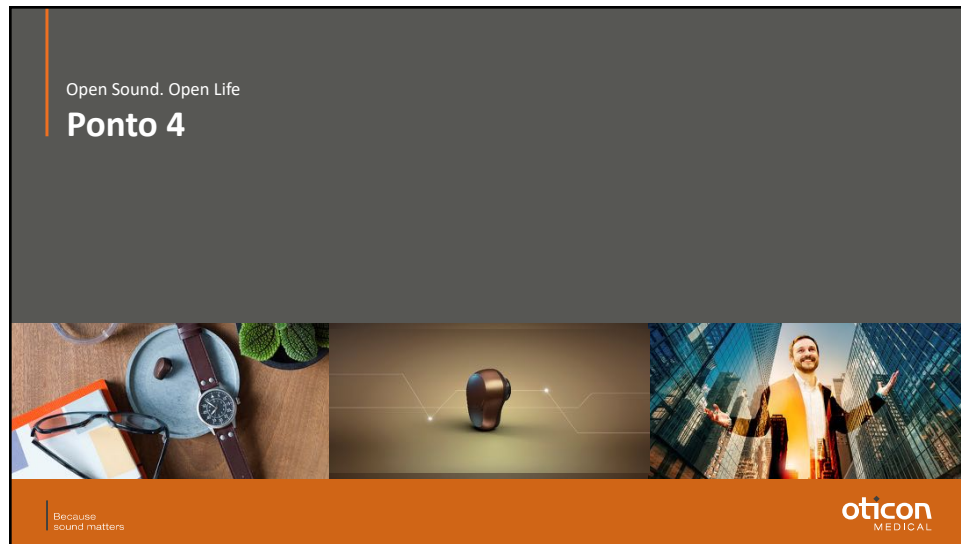 Open Sound. Open Life
Ponto 4
Because
sound matters
oticon
MEDICAL